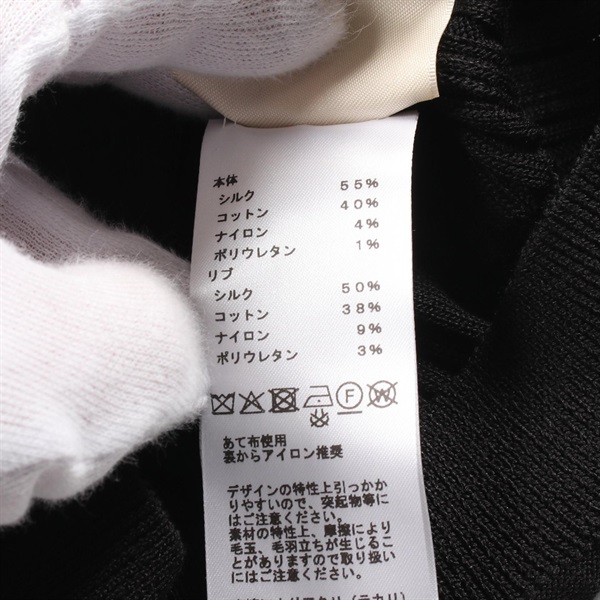 本体
シルク 55%
コットン 40%
ナイロン 4%
ポリウレタン 1%
リブ
シルク 50%
コットン 38%
ナイロン 9%
ポリウレタン 3%
F W
あて布使用
裏からアイロン推奨
デザインの特性上引っかか
りやすいので、突起物等に
はご注意ください。
素材の特性上、摩擦により
毛玉、毛羽立ちが生じるこ
とがありますので取り扱い
にはご注意ください。